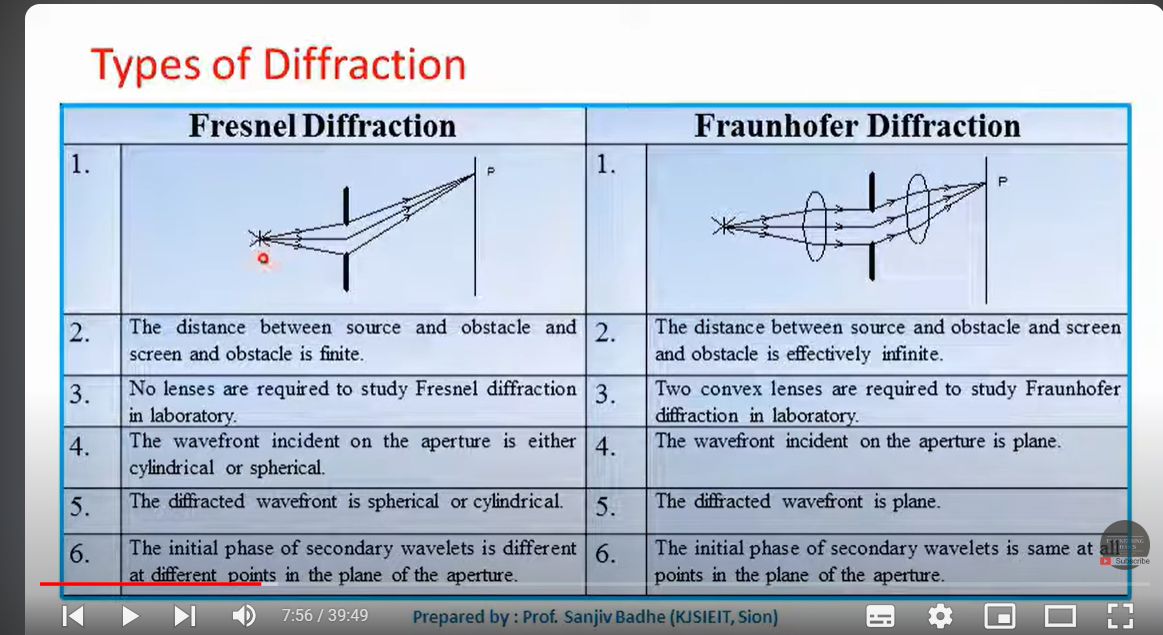 Types of Diffraction
Fresnel Diffraction
Fraunhofer Diffraction
1.
P
1.
P
2.
The distance between source and obstacle and
screen and obstacle is finite.
2.
The distance between source and obstacle and screen
and obstacle is effectively infinite.
3.
No lenses are required to study Fresnel diffraction
in laboratory.
3.
Two convex lenses are required to study Fraunhofer
diffraction in laboratory.
4.
The wavefront incident on the aperture is either
cylindrical or spherical.
4.
The wavefront incident on the aperture is plane.
5.
The diffracted wavefront is spherical or cylindrical.
5.
The diffracted wavefront is plane.
6.
The initial phase of secondary wavelets is different
at different points in the plane of the aperture.
6.
The initial phase of secondary wavelets is same at all
points in the plane of the aperture.
Subscribe
7:56 / 39:49
Prepared by : Prof. Sanjiv Badhe (KJSIEIT, Sion)